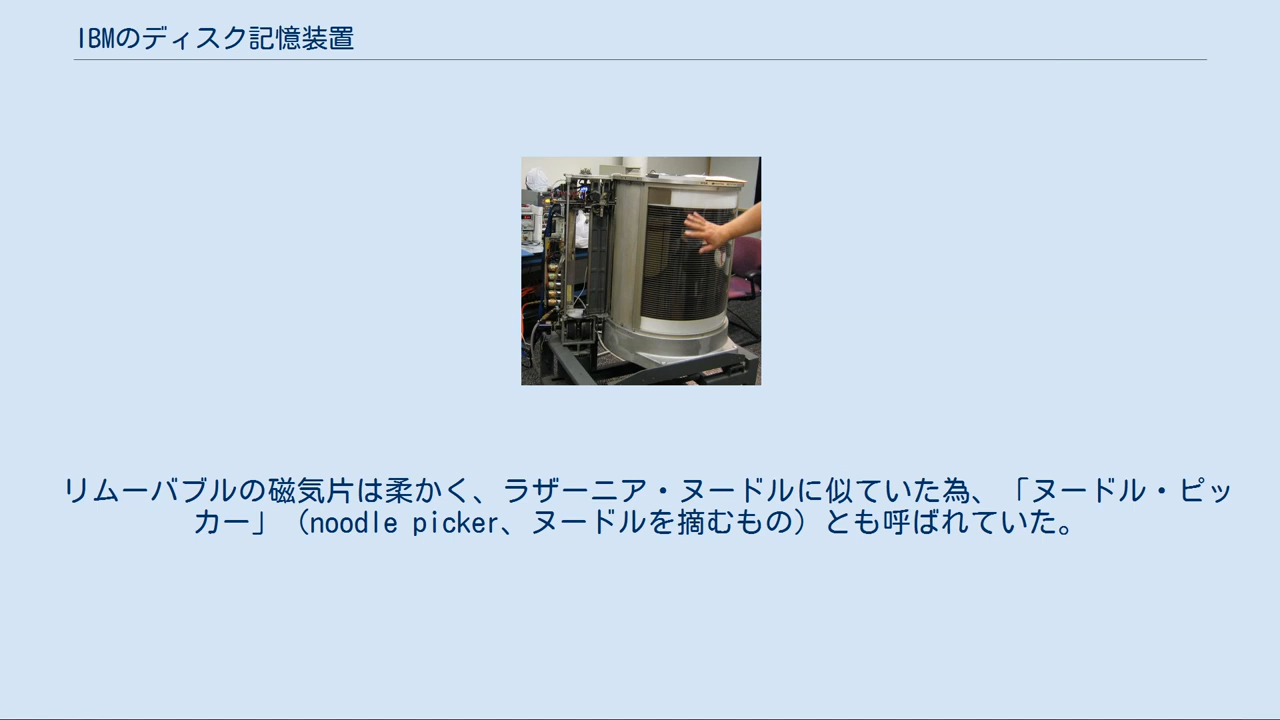 IBMのディスク記憶装置
リムーバブルの磁気片は柔かく、ラザーニア・ヌードルに似ていた為、「ヌードル・ピッ
カー」（noodle picker、ヌードルを摘むもの）とも呼ばれていた。